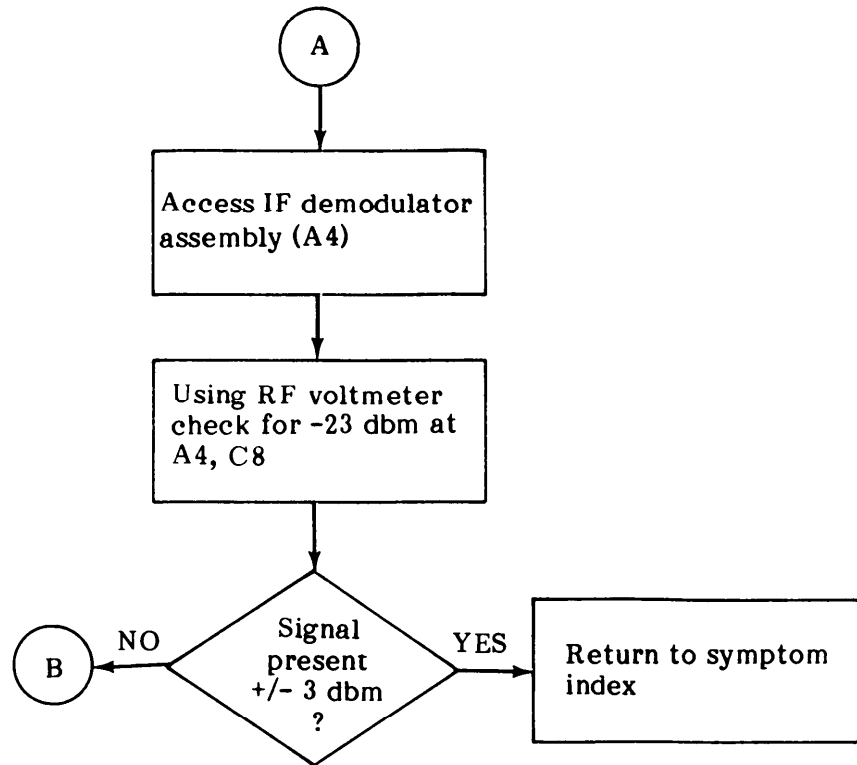 A
Access IF demodulator
assembly (A4)
Using RF voltmeter
check for -23 dbm at
A4, C8
Signal
present
+/- 3 dbm
?
NO
B
YES
Return to symptom
index